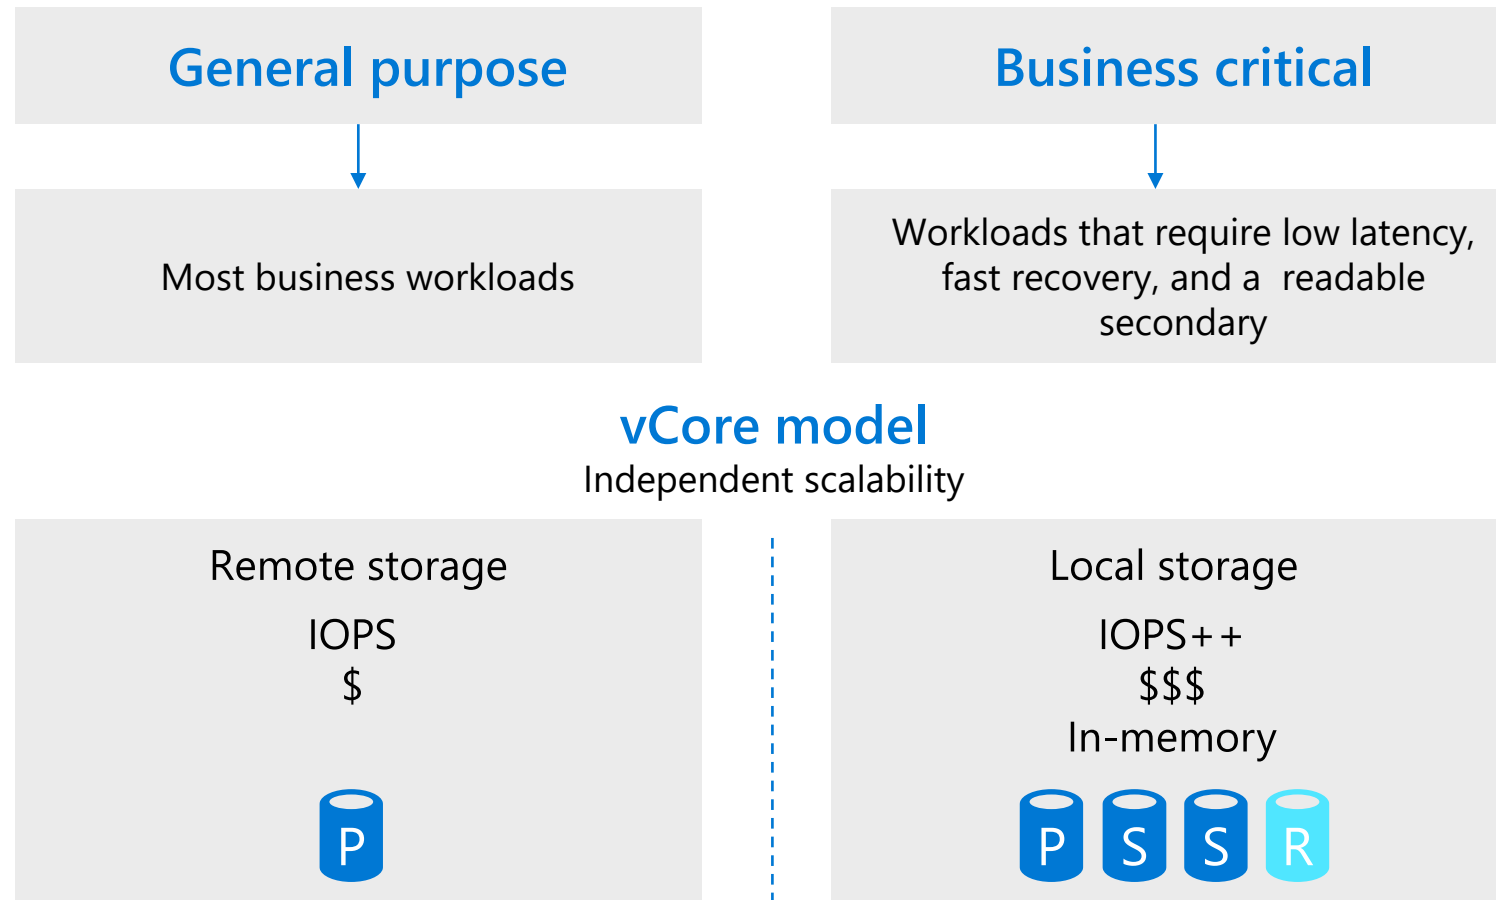 General purpose
Business critical
Most business workloads
Workloads that require low latency,
fast recovery, and a  readable
secondary
vCore model
Independent scalability
Remote storage
IOPS
$
P
Local storage
IOPS++
$$$
In-memory
P S S R